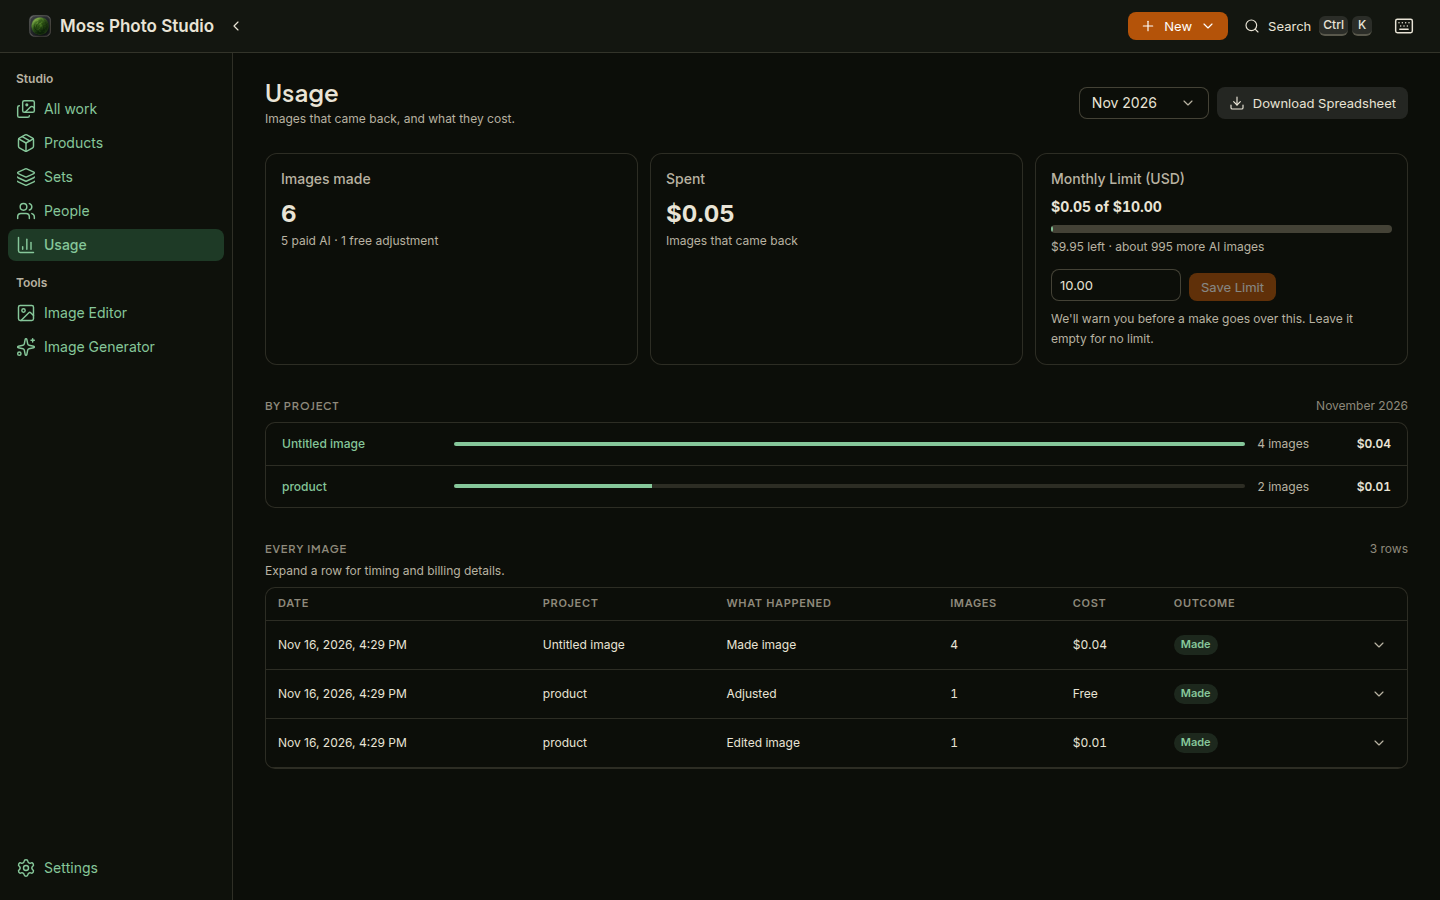 Moss Photo Studio
New
Search Ctrl K
Studio
All work
Products
Sets
People
Usage
Tools
Image Editor
Image Generator
Settings
Usage
Images that came back, and what they cost.
Nov 2026
Download Spreadsheet
Images made
6
5 paid AI · 1 free adjustment
Spent
$0.05
Images that came back
Monthly Limit (USD)
$0.05 of $10.00
$9.95 left · about 995 more AI images
10.00
Save Limit
We'll warn you before a make goes over this. Leave it
empty for no limit.
BY PROJECT
November 2026
Untitled image 4 images $0.04
product 2 images $0.01
EVERY IMAGE
3 rows
Expand a row for timing and billing details.
DATE PROJECT WHAT HAPPENED IMAGES COST OUTCOME
Nov 16, 2026, 4:29 PM Untitled image Made image 4 $0.04 Made
Nov 16, 2026, 4:29 PM product Adjusted 1 Free Made
Nov 16, 2026, 4:29 PM product Edited image 1 $0.01 Made